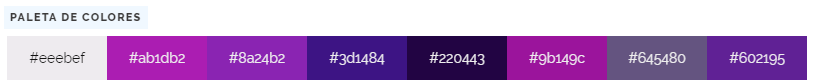 PALETA DE COLORES
#eeebef #ab1db2 #8a24b2 #3d1484 #220443 #9b149c #645480 #602195